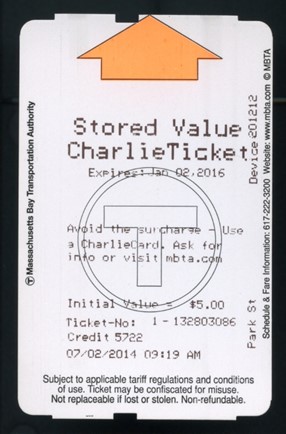 Stored Value
CharlieTicket
Expires: Jan 02,2016
Avoid the surcharge - Use
a CharlieCard. Ask for
info or visit mbta.com
Initial Value = $5.00
Ticket-No: 1 - 132803086
Credit 5722
07/02/2014 09:19 AM
Subject to applicable tariff regulations and conditions
of use. Ticket may be confiscated for misuse.
Not replaceable if lost or stolen. Non-refundable.
T Massachusetts Bay Transportation Authority
Park St Device 201212
Schedule & Fare Information: 617-222-3200 Website: www.mbta.com © MBTA